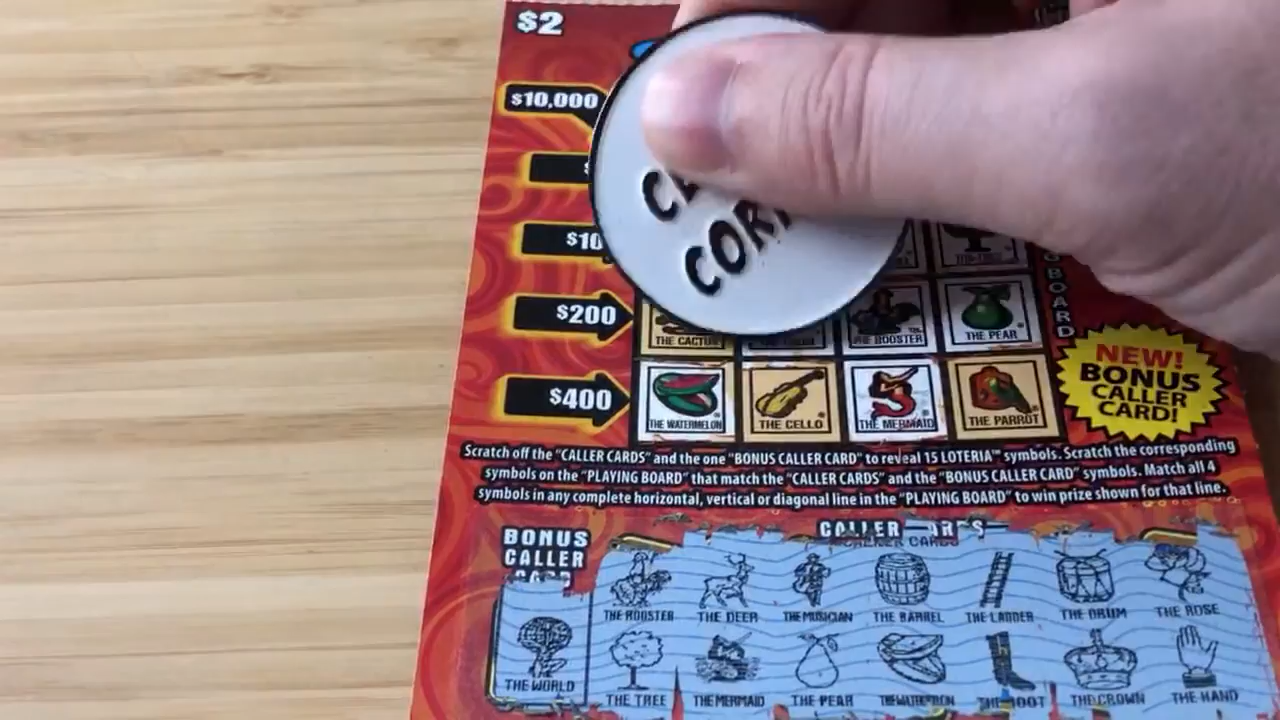 $2
$10,000
$10
$200
$400
THE CACTUS
THE ROOSTER
THE PEAR
THE WATERMELON
THE CELLO
THE MERMAID
THE PARROT
BOARD
NEW!
BONUS
CALLER
CARD!
Scratch off the "CALLER CARDS" and the one "BONUS CALLER CARD" to reveal 15 LOTERIA™ symbols. Scratch the corresponding
symbols on the "PLAYING BOARD" that match the "CALLER CARDS" and the "BONUS CALLER CARD" symbols. Match all 4
symbols in any complete horizontal, vertical or diagonal line in the "PLAYING BOARD" to win prize shown for that line.
BONUS
CALLER
CARD
CALLER CARDS
THE ROOSTER
THE DEER
THE MUSICIAN
THE BARREL
THE LADDER
THE DRUM
THE ROSE
THE WORLD
THE TREE
THE MERMAID
THE PEAR
THE WATERMELON
THE BOOT
THE CROWN
THE HAND